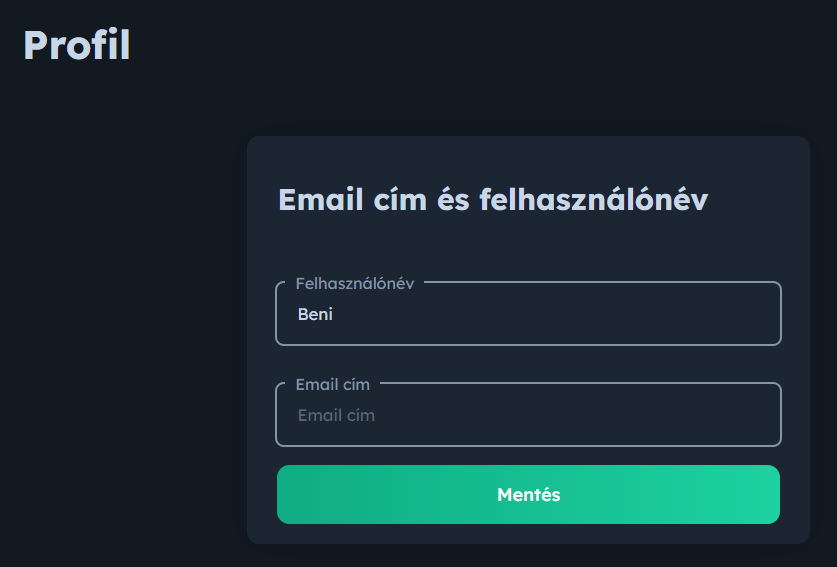 Profil
Email cím és felhasználónév
Felhasználónév
Beni
Email cím
Email cím
Mentés